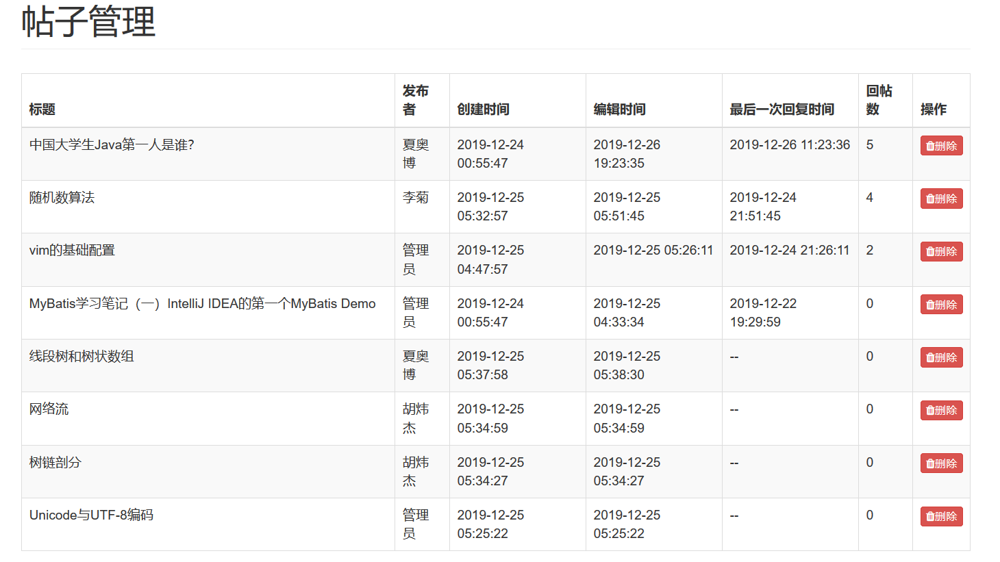 帖子管理
标题 发布者 创建时间 编辑时间 最后一次回复时间 回帖数 操作
中国大学生Java第一人是谁? 夏奥博 2019-12-24 00:55:47 2019-12-26 19:23:35 2019-12-26 11:23:36 5 删除
随机数算法 李菊 2019-12-25 05:32:57 2019-12-25 05:51:45 2019-12-24 21:51:45 4 删除
vim的基础配置 管理员 2019-12-25 04:47:57 2019-12-25 05:26:11 2019-12-24 21:26:11 2 删除
MyBatis学习笔记（一）IntelliJ IDEA的第一个MyBatis Demo 管理员 2019-12-24 00:55:47 2019-12-25 04:33:34 2019-12-22 19:29:59 0 删除
线段树和树状数组 夏奥博 2019-12-25 05:37:58 2019-12-25 05:38:30 -- 0 删除
网络流 胡炜杰 2019-12-25 05:34:59 2019-12-25 05:34:59 -- 0 删除
树链剖分 胡炜杰 2019-12-25 05:34:27 2019-12-25 05:34:27 -- 0 删除
Unicode与UTF-8编码 管理员 2019-12-25 05:25:22 2019-12-25 05:25:22 -- 0 删除